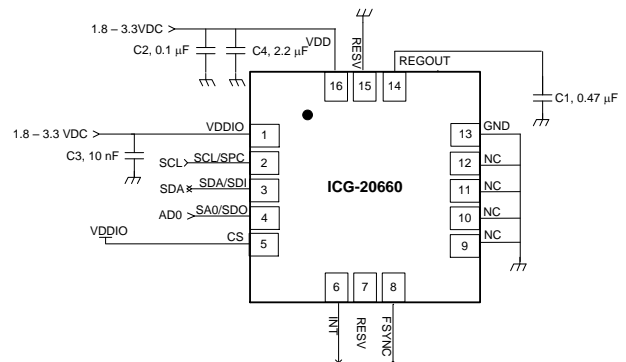 1.8 – 3.3VDC
VDD
RESV
REGOUT
C2, 0.1 µF
C4, 2.2 µF
C1, 0.47 µF
16
15
14
1.8 – 3.3 VDC
VDDIO
1
13
GND
C3, 10 nF
SCL
SCL/SPC
2
12
NC
SDA
SDA/SDI
3
ICG-20660
11
NC
AD0
SA0/SDO
4
10
NC
VDDIO
CS
5
9
NC
6
7
8
INT
RESV
FSYNC